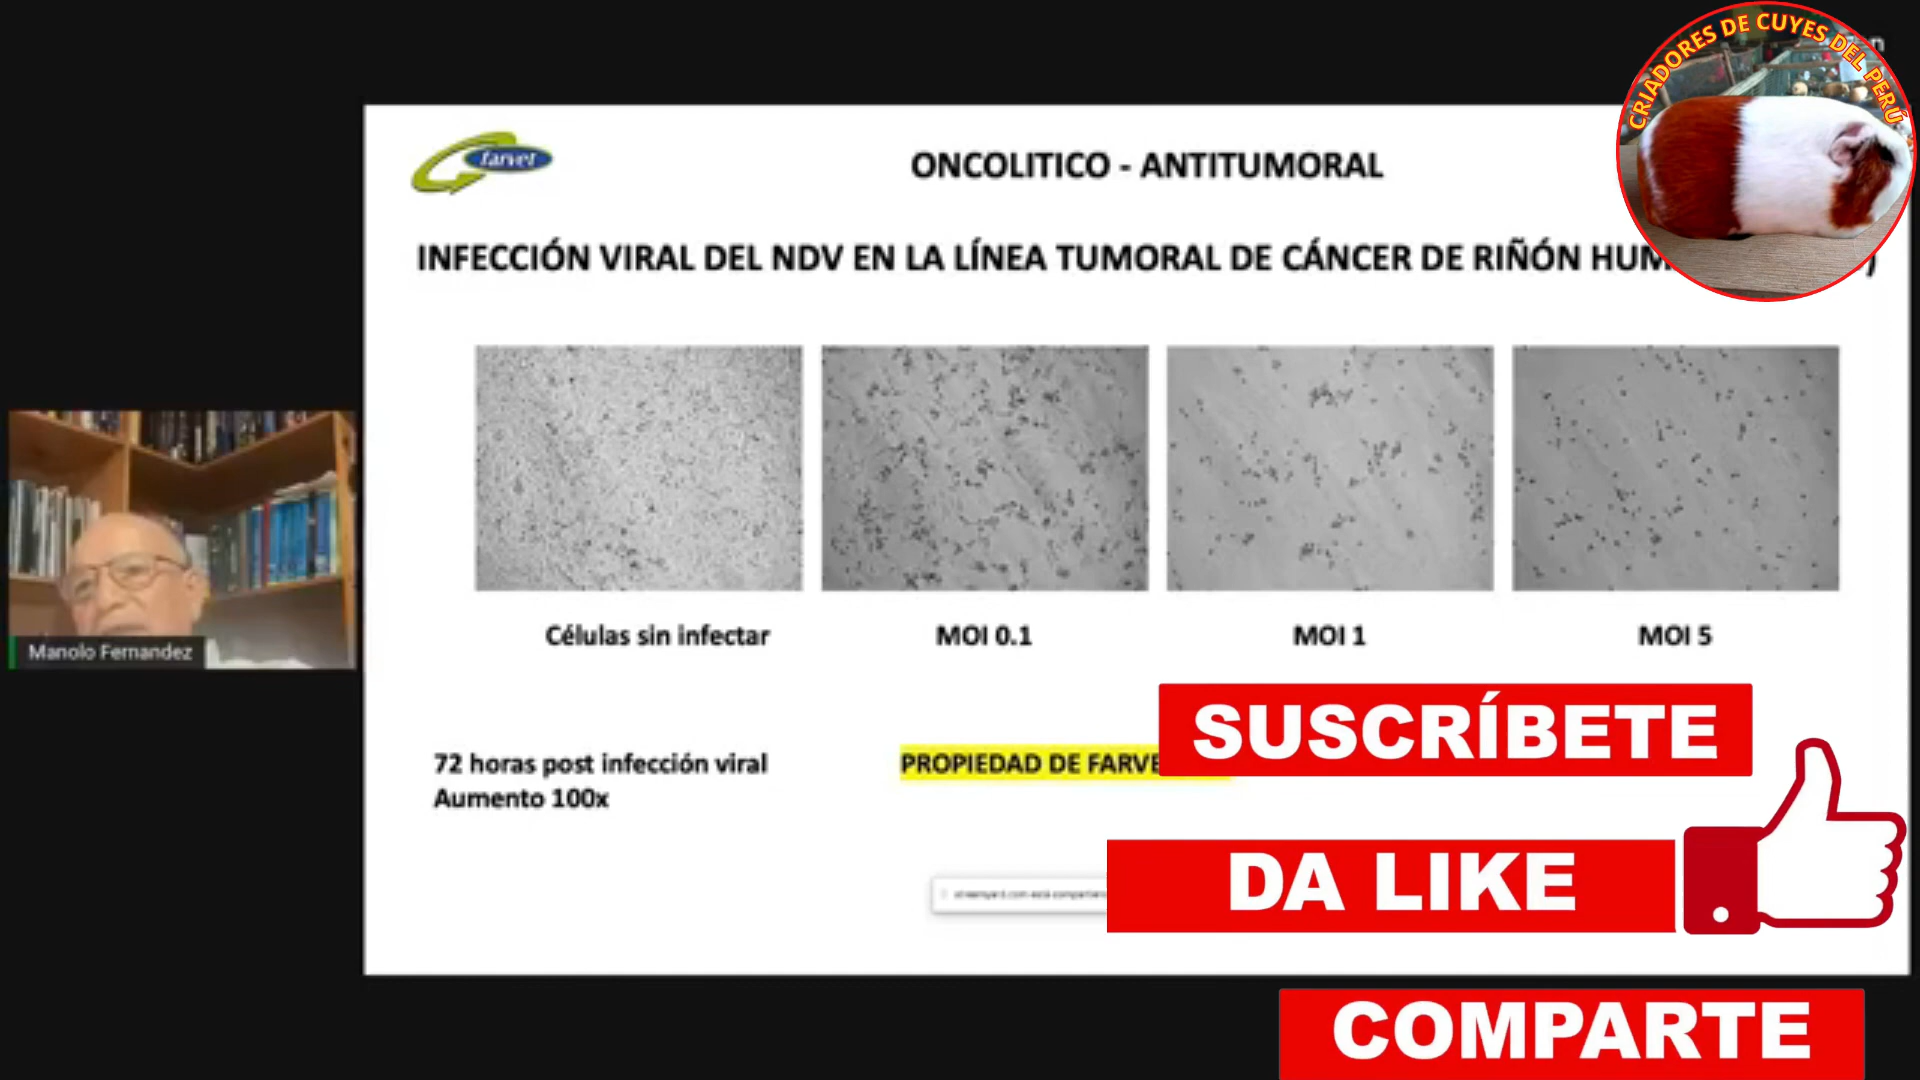 CRIADORES DE CUYES DEL PERÚ
farvet
ONCOLITICO - ANTITUMORAL
INFECCIÓN VIRAL DEL NDV EN LA LÍNEA TUMORAL DE CÁNCER DE RIÑÓN
Células sin infectar
MOI 0.1
MOI 1
MOI 5
Manolo Fernandez
SUSCRÍBETE
72 horas post infección viral
PROPIEDAD DE
Aumento 100x
DA LIKE
COMPARTE